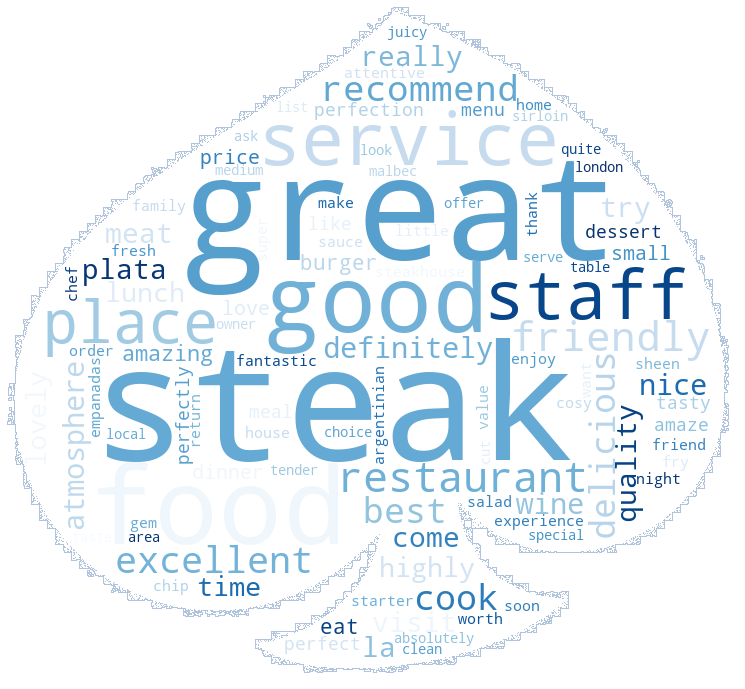 juicy
really
attentive
recommend
list perfection menu home
sirloin
ask service quite
price look london
medium malbec
great
family make offer thank try
meat like little dessert
fresh sauce serve small
super
chef plata burger table
steakhouse
lunch good staff
place love
owner friendly
order amazing definitely
empanadas fantastic enjoy sheen
atmosphere lovely perfectly return steak argentinian want delicious nice
local house meal choice value cosy tasty
amaze
cut quality friend
dinner tender fry
food restaurant night
best salad wine
gem experience
taste area come special
excellent
highly
chip time
starter cook soon
eat visit worth
absolutely
perfect la clean